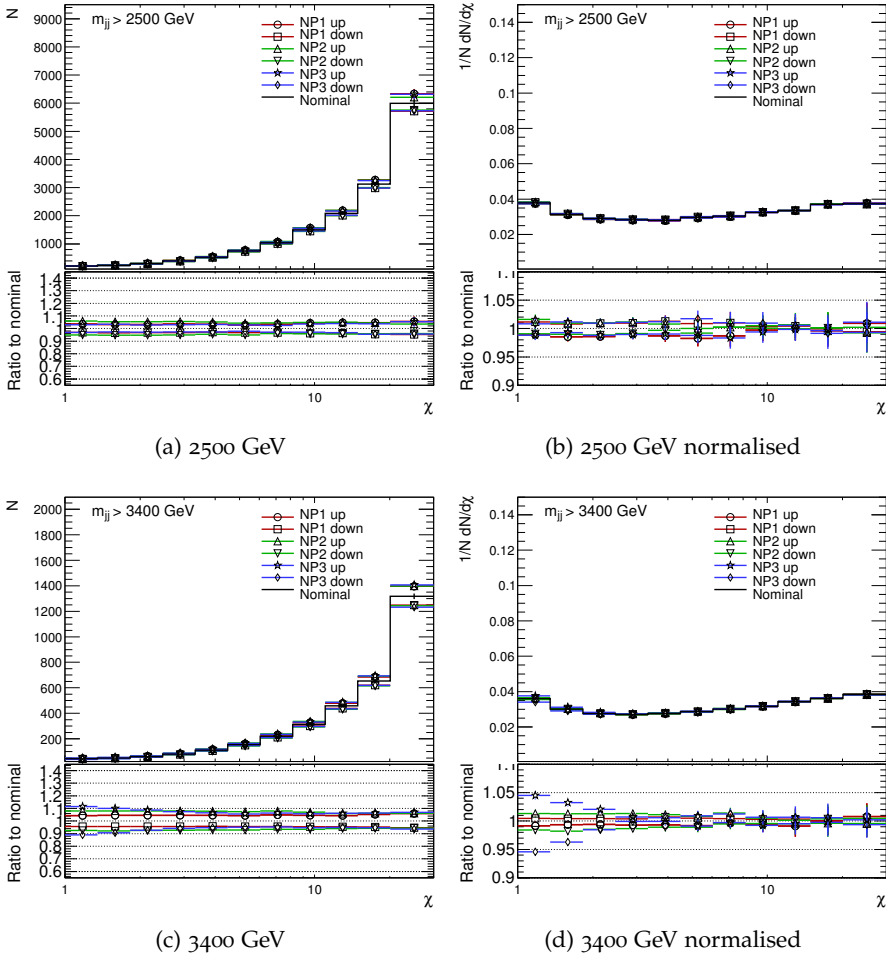 N
m_jj > 2500 GeV
NP1 up
NP1 down
NP2 up
NP2 down
NP3 up
NP3 down
Nominal
9000
8000
7000
6000
5000
4000
3000
2000
1000
Ratio to nominal
1.4
1.3
1.2
1.1
1
0.9
0.8
0.7
0.6
1
10
χ
(a) 2500 GeV
1/N dN/dχ
m_jj > 2500 GeV
NP1 up
NP1 down
NP2 up
NP2 down
NP3 up
NP3 down
Nominal
0.14
0.12
0.1
0.08
0.06
0.04
0.02
Ratio to nominal
1.1
1.05
1
0.95
0.9
1
10
χ
(b) 2500 GeV normalised
N
m_jj > 3400 GeV
NP1 up
NP1 down
NP2 up
NP2 down
NP3 up
NP3 down
Nominal
2000
1800
1600
1400
1200
1000
800
600
400
200
Ratio to nominal
1.4
1.3
1.2
1.1
1
0.9
0.8
0.7
0.6
1
10
χ
(c) 3400 GeV
1/N dN/dχ
m_jj > 3400 GeV
NP1 up
NP1 down
NP2 up
NP2 down
NP3 up
NP3 down
Nominal
0.14
0.12
0.1
0.08
0.06
0.04
0.02
Ratio to nominal
1.1
1.05
1
0.95
0.9
1
10
χ
(d) 3400 GeV normalised